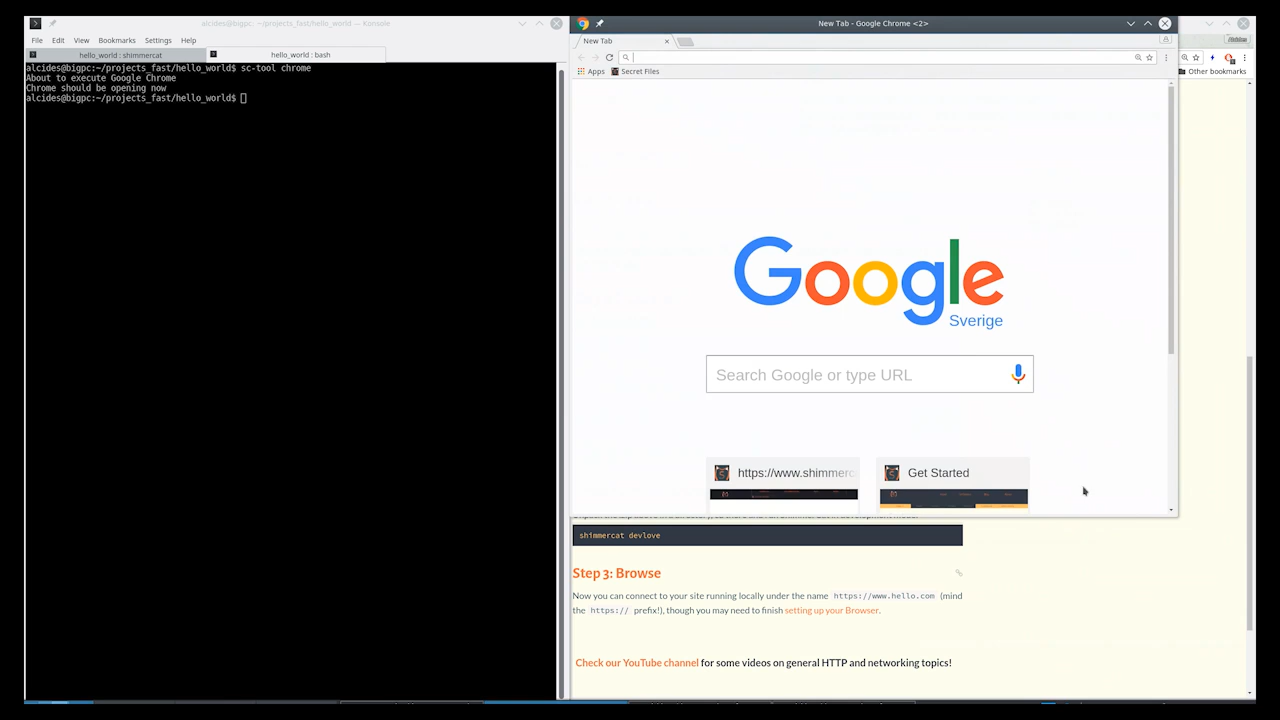 alcides@bigpc: ~/projects_fast/hello_world — Konsole
File Edit View Bookmarks Settings Help
hello_world : shimmercat
hello_world : bash
alcides@bigpc:~/projects_fast/hello_world$ sc-tool chrome
About to execute Google Chrome
Chrome should be opening now
alcides@bigpc:~/projects_fast/hello_world$
New Tab - Google Chrome <2>
New Tab
Apps Secret Files
Other bookmarks
Google
Sverige
Search Google or type URL
https://www.shimmerc
Get Started
shimmercat devlove
Step 3: Browse
Now you can connect to your site running locally under the name https://www.hello.com (mind
the https:// prefix!), though you may need to finish setting up your Browser.
Check our YouTube channel for some videos on general HTTP and networking topics!